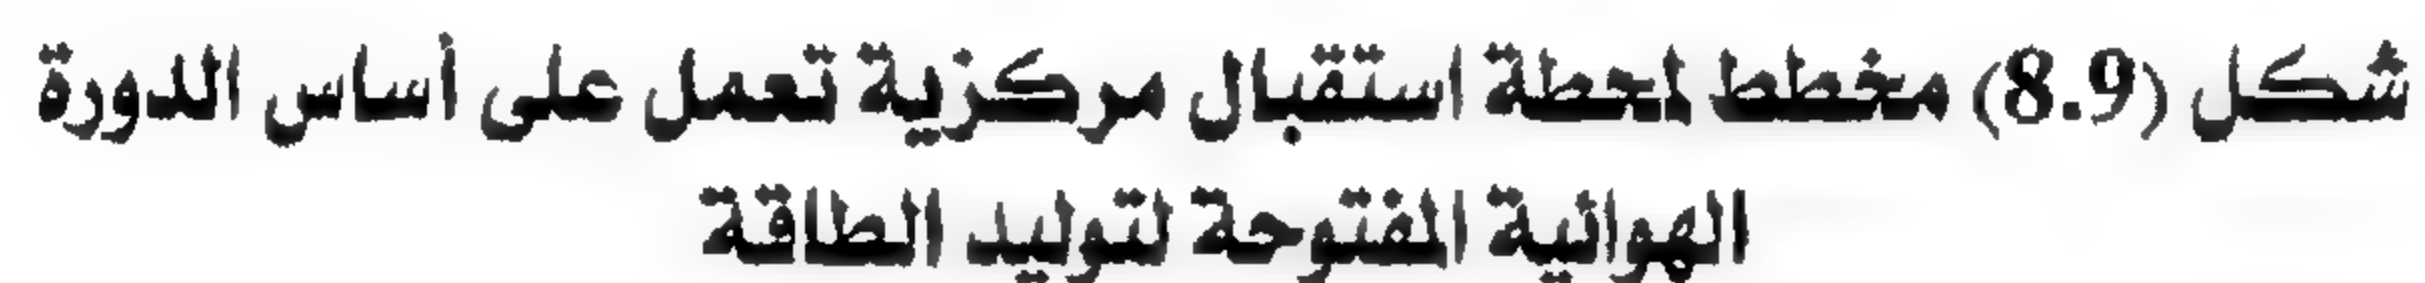 شكل (8.9) مخطط لمحطة استقبال مركزية تعمل على أساس الدورة
الهوائية المفتوحة لتوليد الطاقة